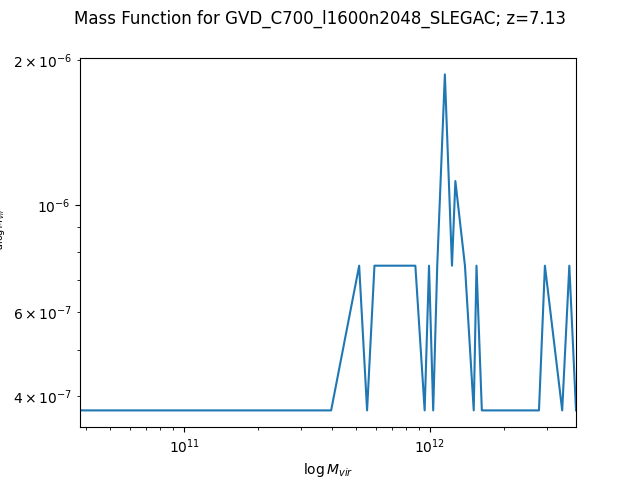 Mass Function for GVD_C700_l1600n2048_SLEGAC; z=7.13
2 × 10⁻⁶
10⁻⁶
6 × 10⁻⁷
4 × 10⁻⁷
10¹¹
10¹²
log M_vir